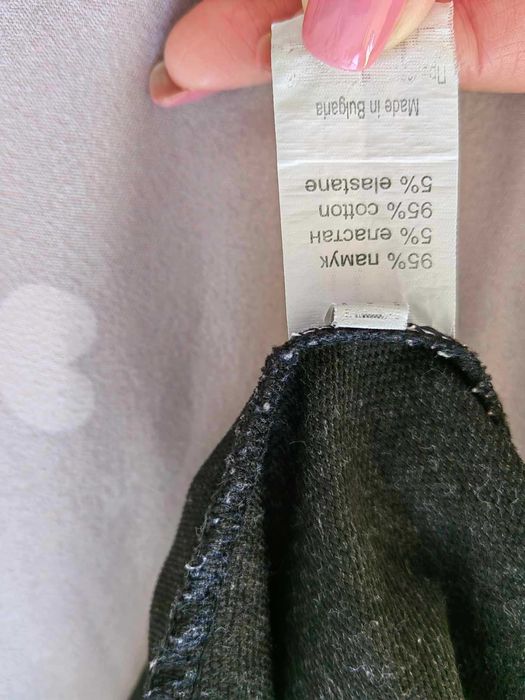 95% памук
5% еластан
95% cotton
5% elastane
Made in Bulgaria